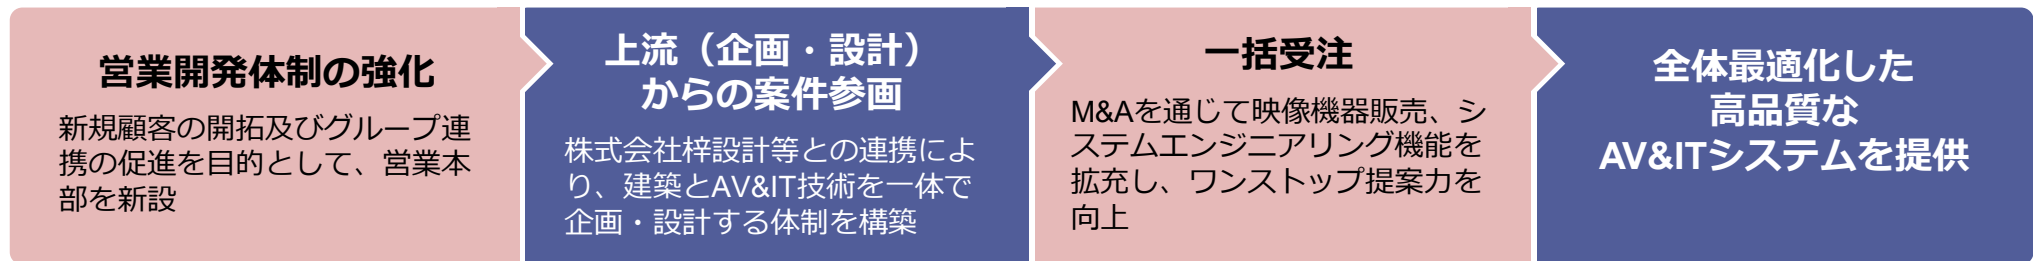 営業開発体制の強化
新規顧客の開拓及びグループ連
携の促進を目的として、営業本
部を新設
上流（企画・設計）
からの案件参画
株式会社梓設計等との連携によ
り、建築とAV&IT技術を一体で
企画・設計する体制を構築
一括受注
M&Aを通じて映像機器販売、シ
ステムエンジニアリング機能を
拡充し、ワンストップ提案力を
向上
全体最適化した
高品質な
AV&ITシステムを提供